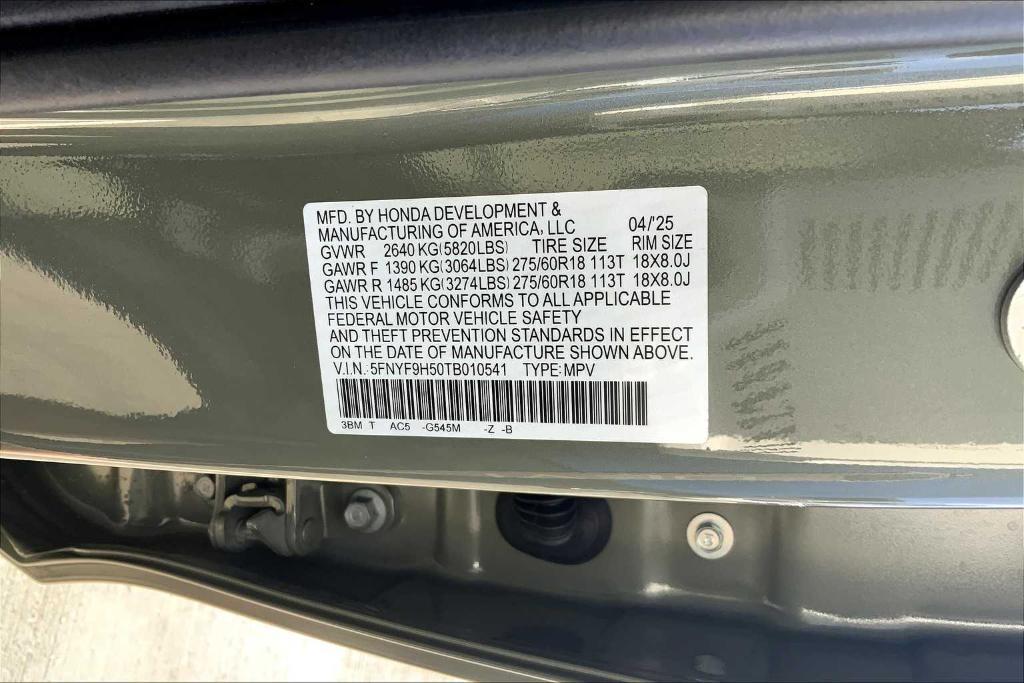 MFD. BY HONDA DEVELOPMENT &
MANUFACTURING OF AMERICA, LLC 04/'25
GVWR 2640 KG(5820LBS) TIRE SIZE RIM SIZE
GAWR F 1390 KG(3064LBS) 275/60R18 113T 18X8.0J
GAWR R 1485 KG(3274LBS) 275/60R18 113T 18X8.0J
THIS VEHICLE CONFORMS TO ALL APPLICABLE
FEDERAL MOTOR VEHICLE SAFETY
AND THEFT PREVENTION STANDARDS IN EFFECT
ON THE DATE OF MANUFACTURE SHOWN ABOVE.
V.I.N.:5FNYF9H50TB010541 TYPE:MPV
3BM T AC5 -G545M -Z -B